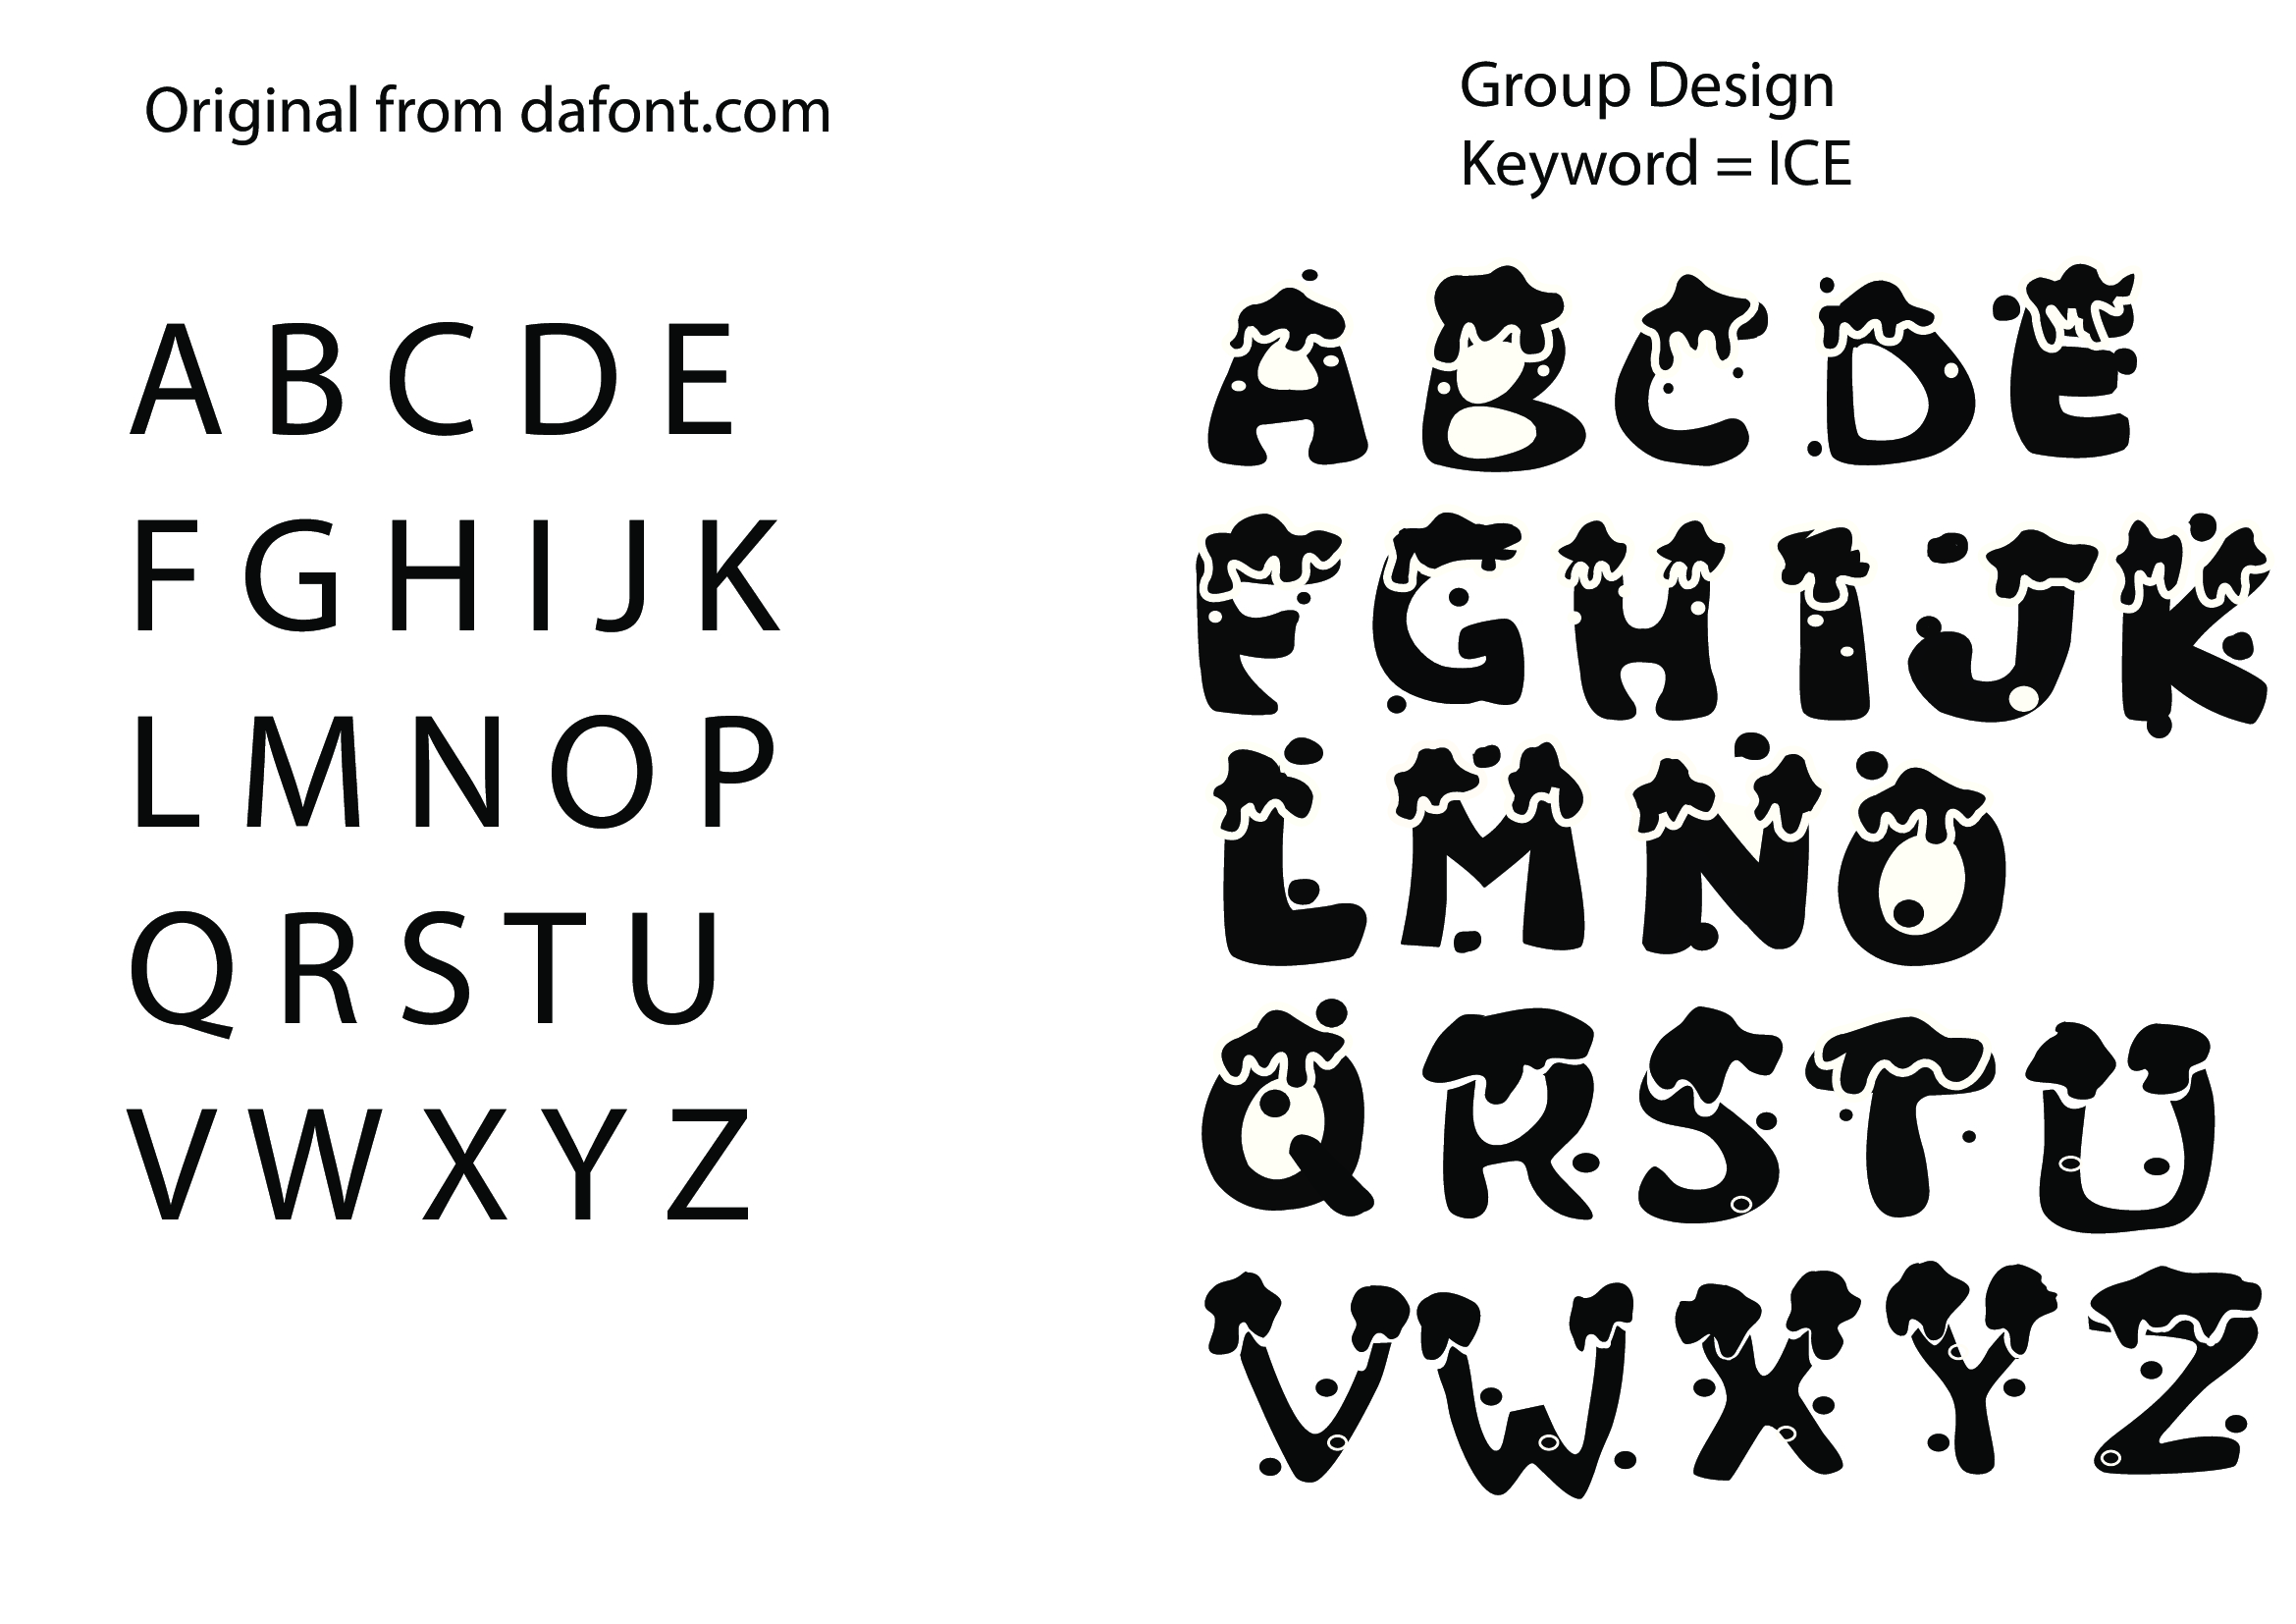 Original from dafont.com
A B C D E
F G H I J K
L M N O P
Q R S T U
V W X Y Z
Group Design
Keyword = ICE
A B C D E
F G H I J K
L M N O
Q R S T U
V W X Y Z